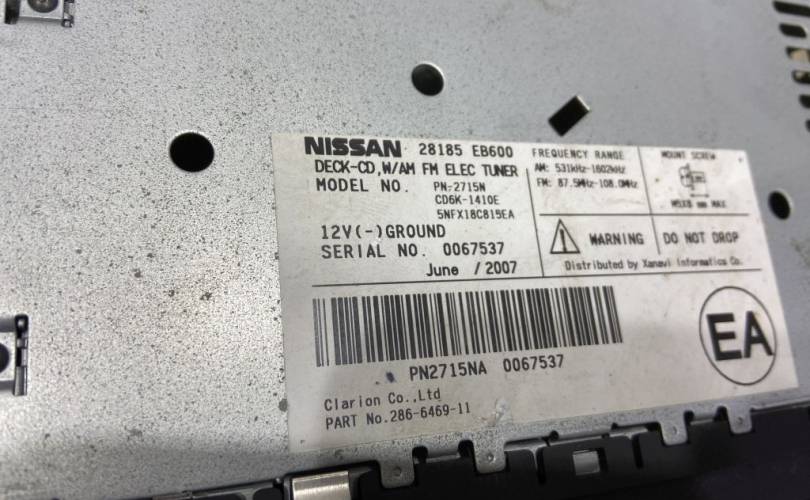 NISSAN 28185 EB600
DECK-CD,W/AM FM ELEC TUNER
MODEL NO. PN-2715N
CD6K-1410E
5NFX18C815EA
12V(-)GROUND
SERIAL NO. 0067537
June / 2007
FREQUENCY RANGE
AM: 531kHz-1602kHz
FM: 87.5MHz-108.0MHz
MOUNT SCREW
MAX
WARNING
DO NOT DROP
Distributed by Xanavi Informatics Co.
PN2715NA 0067537
EA
Clarion Co.,Ltd
PART No.286-6469-11